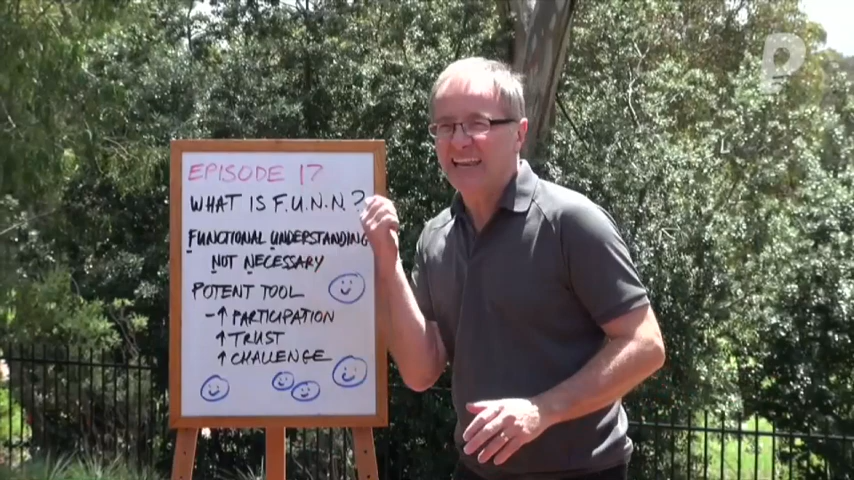 EPISODE 17
WHAT IS F.U.N.N?
FUNCTIONAL UNDERSTANDING
NOT NECESSARY
POTENT TOOL
-↑ PARTICIPATION
↑ TRUST
↑ CHALLENGE
p